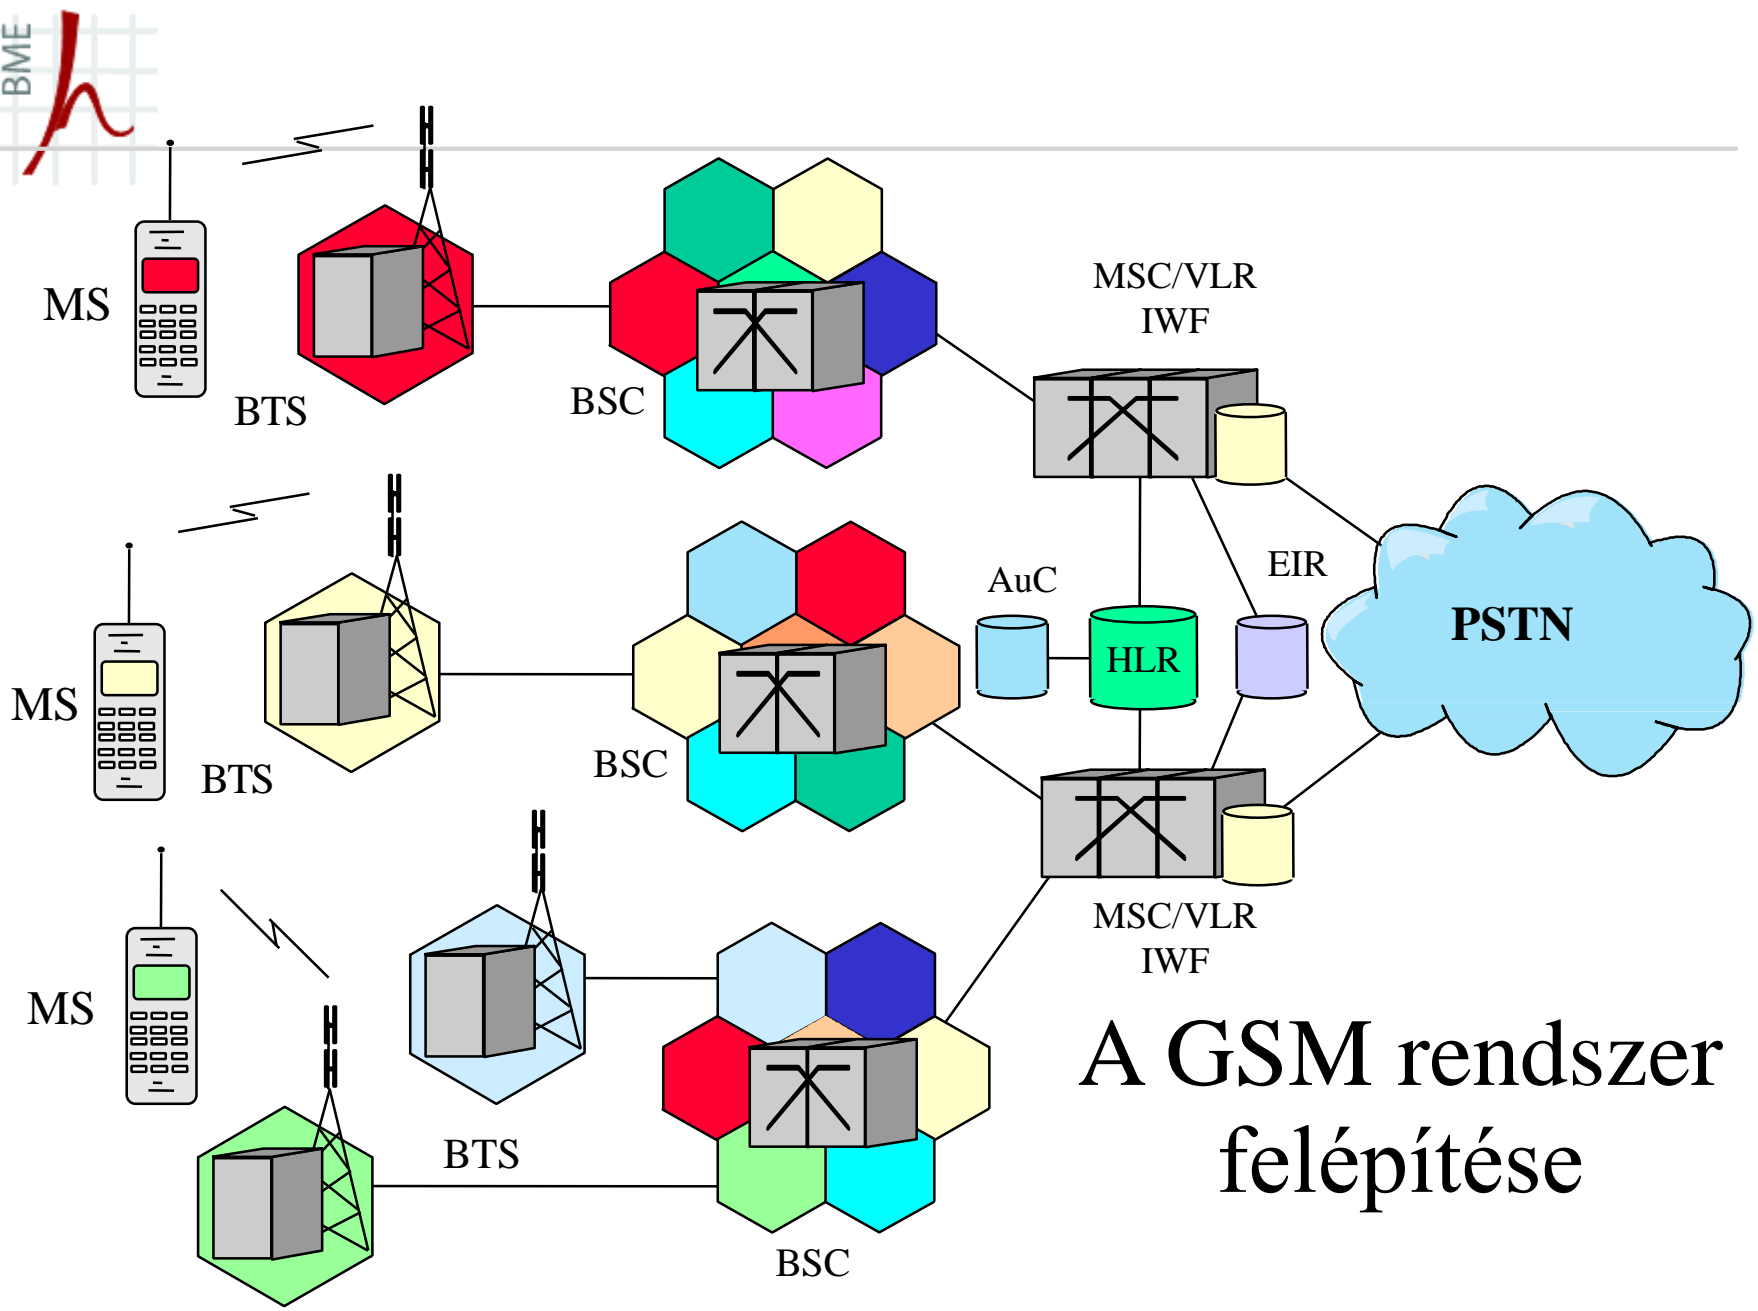 BME
MS
BTS
BSC
MSC/VLR
IWF
MS
BTS
BSC
AuC
HLR
EIR
PSTN
MS
BTS
BSC
MSC/VLR
IWF
A GSM rendszer
felépítése